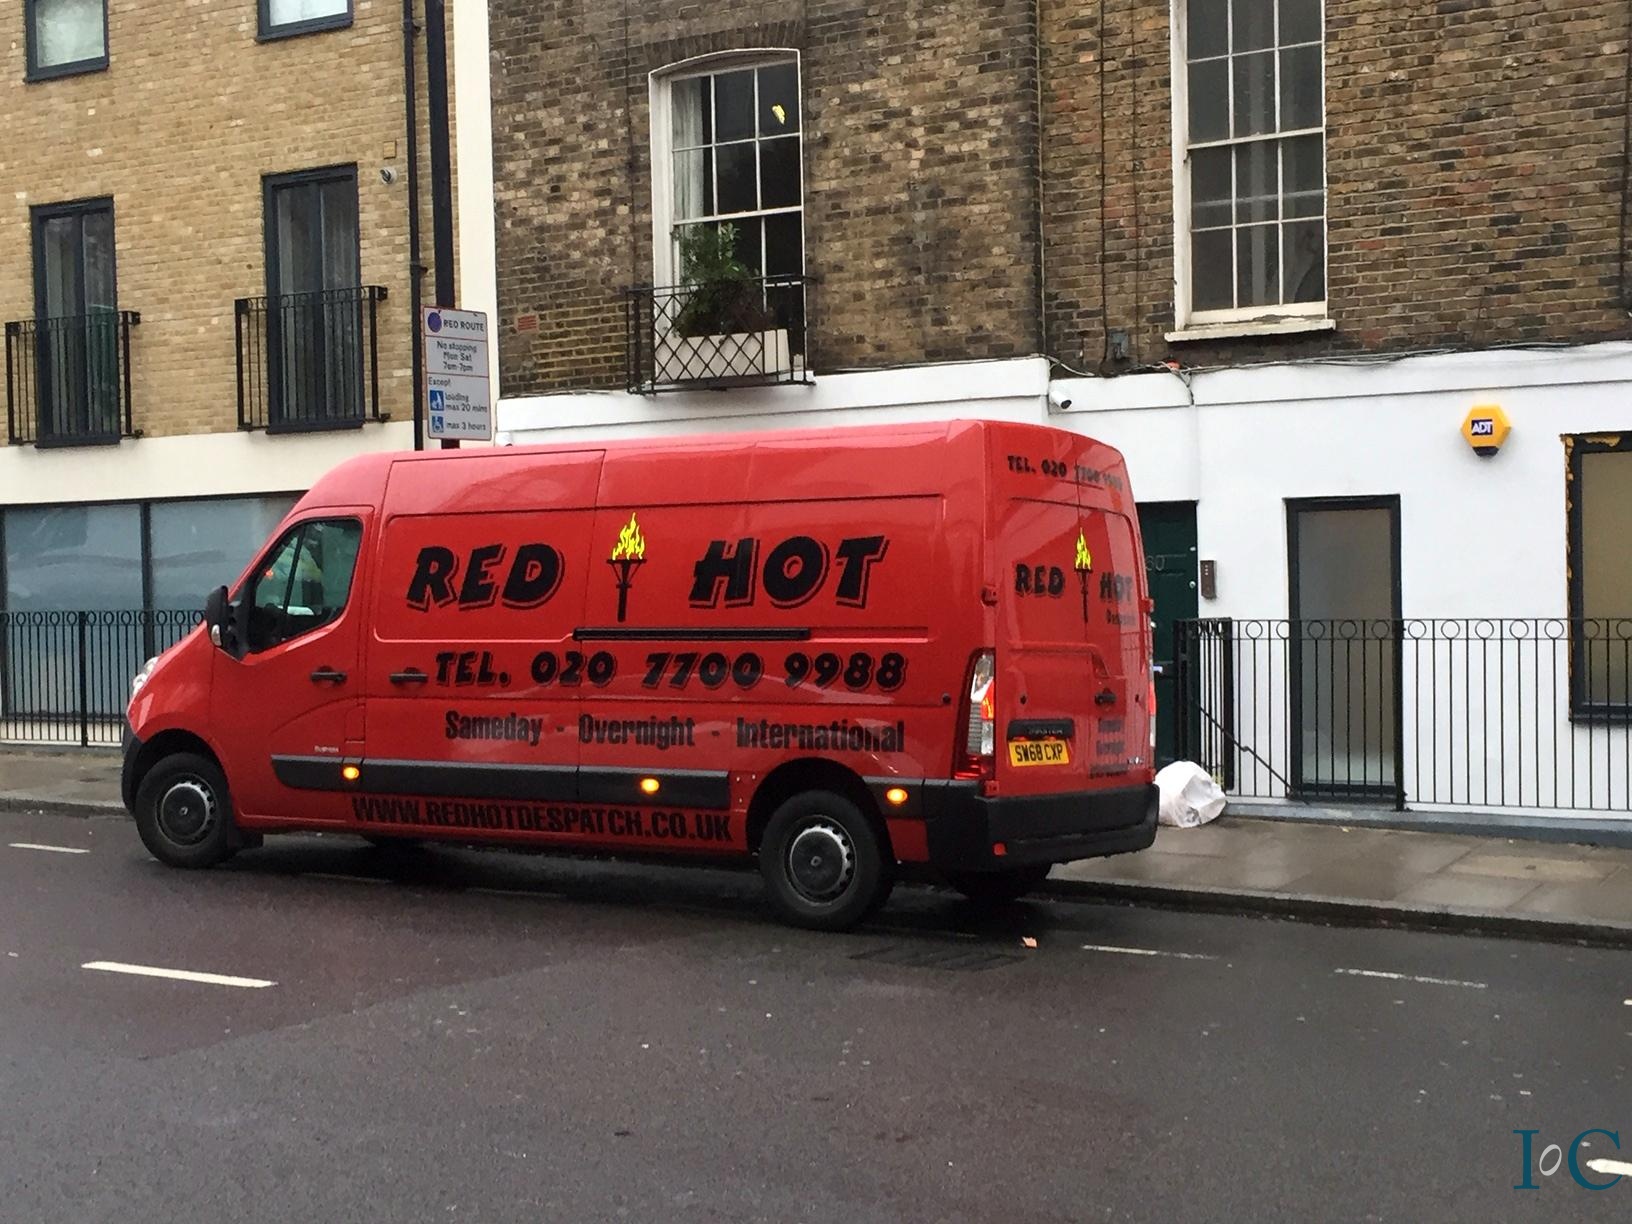 RED ROUTE
No stopping
Mon Sat
7am-7pm
Except
loading
max 20 mins
max 3 hours
ADT
TEL. 020 7700 9988
RED HOT
TEL. 020 7700 9988
Sameday - Overnight - International
WWW.REDHOTDESPATCH.CO.UK
RED HOT
MASTER
SW68 CXP
60
IoC